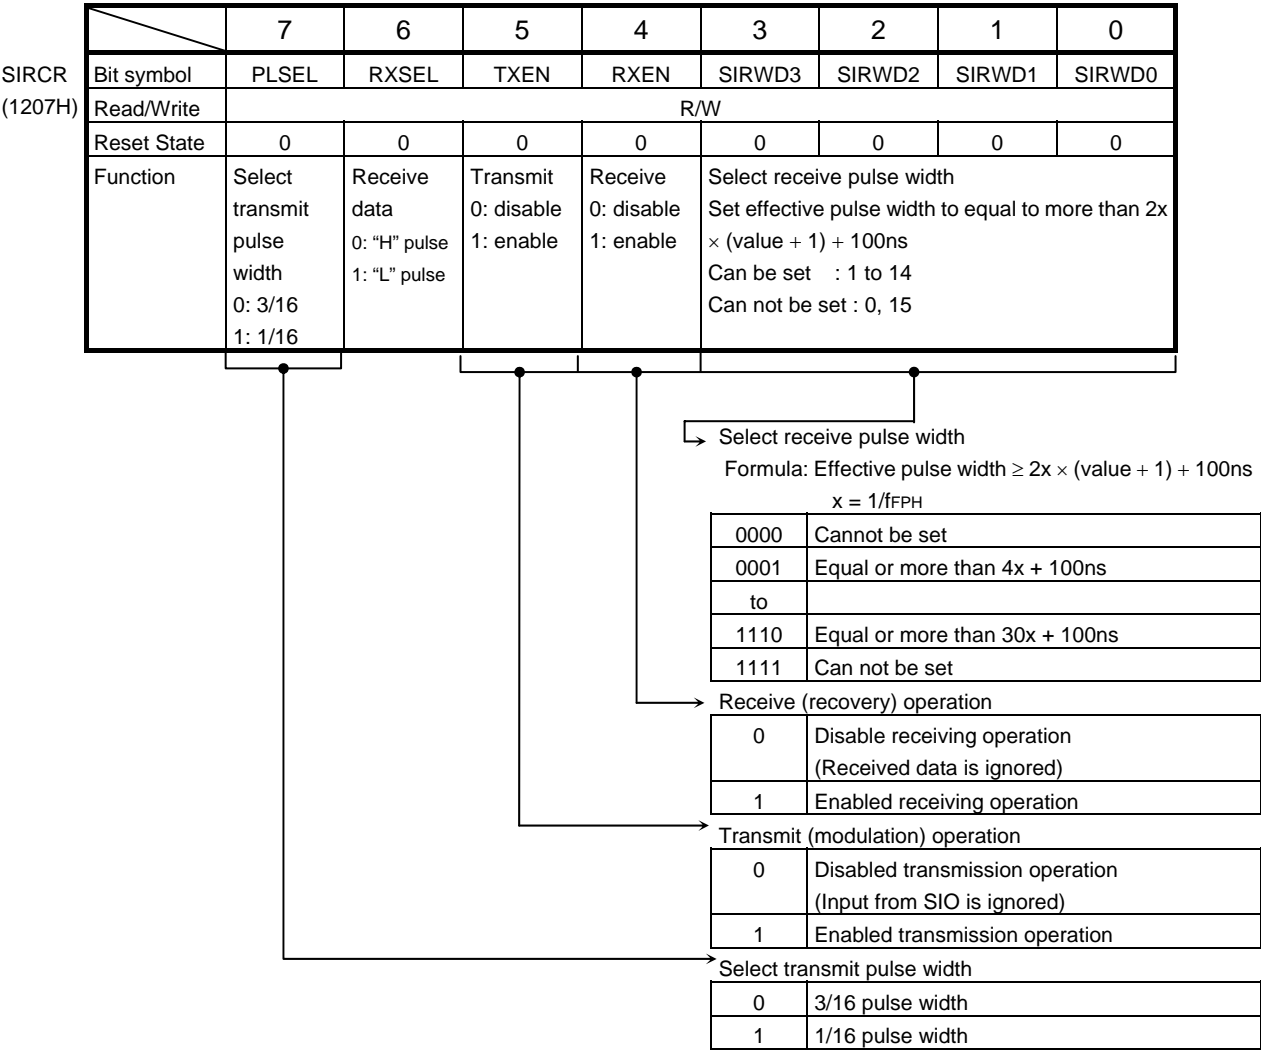 7 6 5 4 3 2 1 0
SIRCR Bit symbol PLSEL RXSEL TXEN RXEN SIRWD3 SIRWD2 SIRWD1 SIRWD0
(1207H) Read/Write R/W
Reset State 0 0 0 0 0 0 0 0
Function Select Receive Transmit Receive Select receive pulse width
transmit data 0: disable 0: disable Set effective pulse width to equal to more than 2x
pulse 0: “H” pulse 1: enable 1: enable × (value + 1) + 100ns
width 1: “L” pulse Can be set : 1 to 14
0: 3/16 Can not be set : 0, 15
1: 1/16
Select receive pulse width
Formula: Effective pulse width ≥ 2x × (value + 1) + 100ns
x = 1/fFPH
0000 Cannot be set
0001 Equal or more than 4x + 100ns
to
1110 Equal or more than 30x + 100ns
1111 Can not be set
Receive (recovery) operation
0 Disable receiving operation
(Received data is ignored)
1 Enabled receiving operation
Transmit (modulation) operation
0 Disabled transmission operation
(Input from SIO is ignored)
1 Enabled transmission operation
Select transmit pulse width
0 3/16 pulse width
1 1/16 pulse width